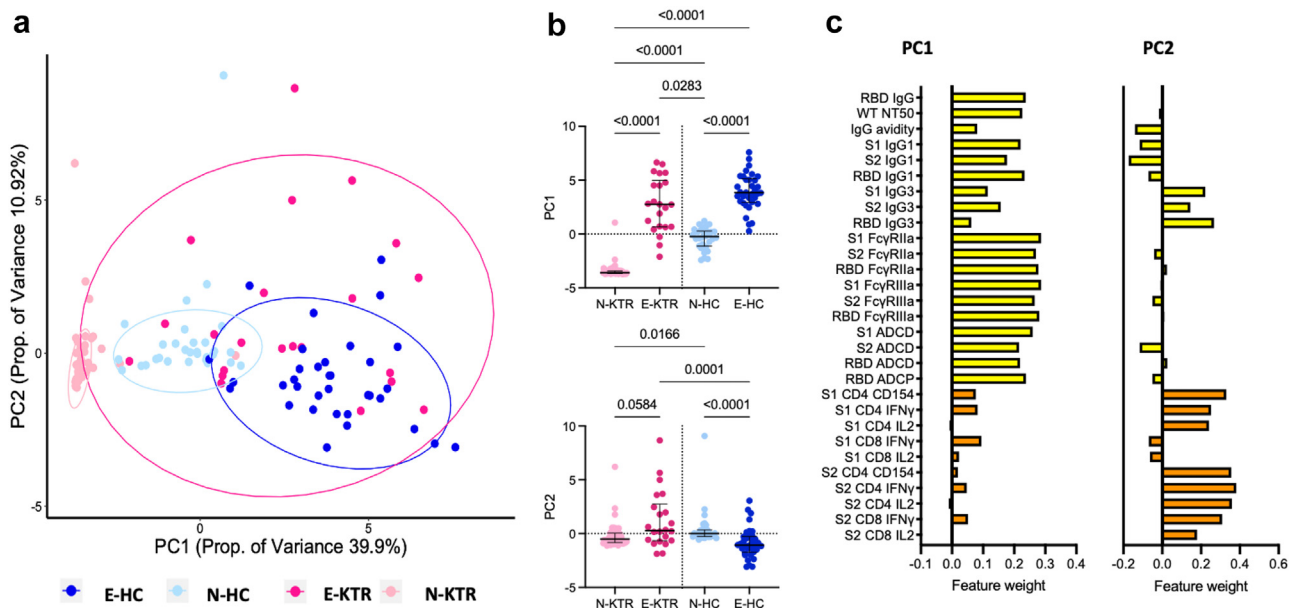 a
PC2 (Prop. of Variance 10.92%)
5
0
-5
0
5
PC1 (Prop. of Variance 39.9%)
E-HC
N-HC
E-KTR
N-KTR
b
<0.0001
<0.0001
0.0283
<0.0001
<0.0001
PC1
10
5
0
-5
N-KTR
E-KTR
N-HC
E-HC
0.0166
0.0001
0.0584
<0.0001
PC2
10
5
0
-5
N-KTR
E-KTR
N-HC
E-HC
c
PC1
PC2
RBD IgG
WT NT50
IgG avidity
S1 IgG1
S2 IgG1
RBD IgG1
S1 IgG3
S2 IgG3
RBD IgG3
S1 FcγRIIa
S2 FcγRIIa
RBD FcγRIIa
S1 FcγRIIIa
S2 FcγRIIIa
RBD FcγRIIIa
S1 ADCD
S2 ADCD
RBD ADCD
RBD ADCP
S1 CD4 CD154
S1 CD4 IFNγ
S1 CD4 IL2
S1 CD8 IFNγ
S1 CD8 IL2
S2 CD4 CD154
S2 CD4 IFNγ
S2 CD4 IL2
S2 CD8 IFNγ
S2 CD8 IL2
-0.1 0.0 0.1 0.2 0.3 0.4
Feature weight
-0.2 0.0 0.2 0.4 0.6
Feature weight